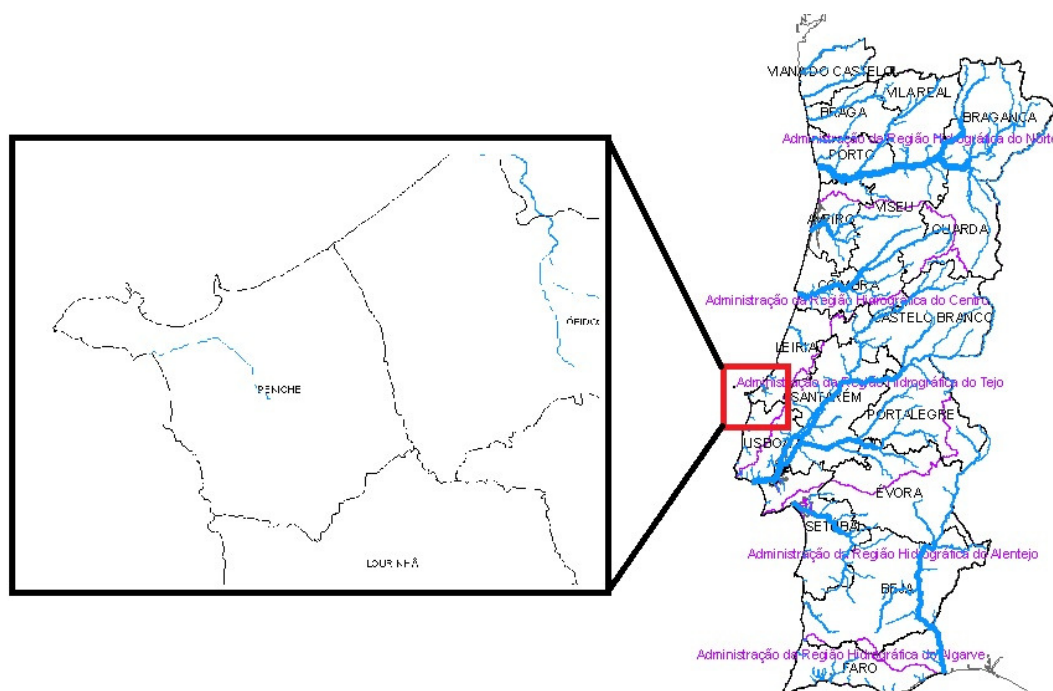 VIANA DO CASTELO
VILA REAL
BRAGA
BRAGANÇA
Administração da Região Hidrográfica do Norte
PORTO
VISEU
AVEIRO
GUARDA
COIMBRA
Administração da Região Hidrográfica do Centro
CASTELO BRANCO
LEIRIA
Administração da Região Hidrográfica do Tejo
SANTARÉM
PORTALEGRE
LISBOA
ÉVORA
SETÚBAL
Administração da Região Hidrográfica do Alentejo
BEJA
Administração da Região Hidrográfica do Algarve
FARO
PENICHE
LOURINHÃ